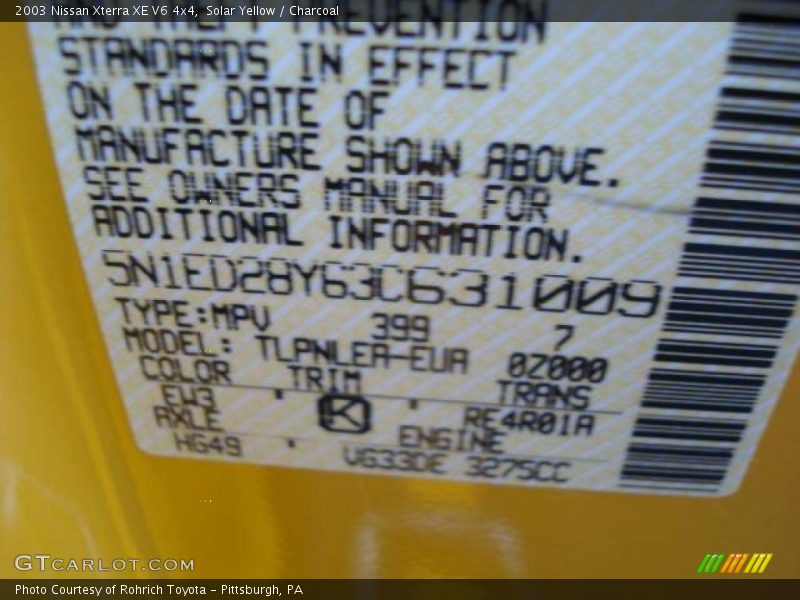 2003 Nissan Xterra XE V6 4x4, Solar Yellow / Charcoal
PREVENTION
STANDARDS IN EFFECT
ON THE DATE OF
MANUFACTURE SHOWN ABOVE.
SEE OWNERS MANUAL FOR
ADDITIONAL INFORMATION.
5N1ED28Y63C631009
TYPE:MPV 399 7
MODEL: TLPNLEA-EUA 0Z000
COLOR TRIM TRANS
EW3 K RE4R01A
AXLE ENGINE
HG49 VG33DE 3275CC
GTCARLOT.COM
Photo Courtesy of Rohrich Toyota - Pittsburgh, PA